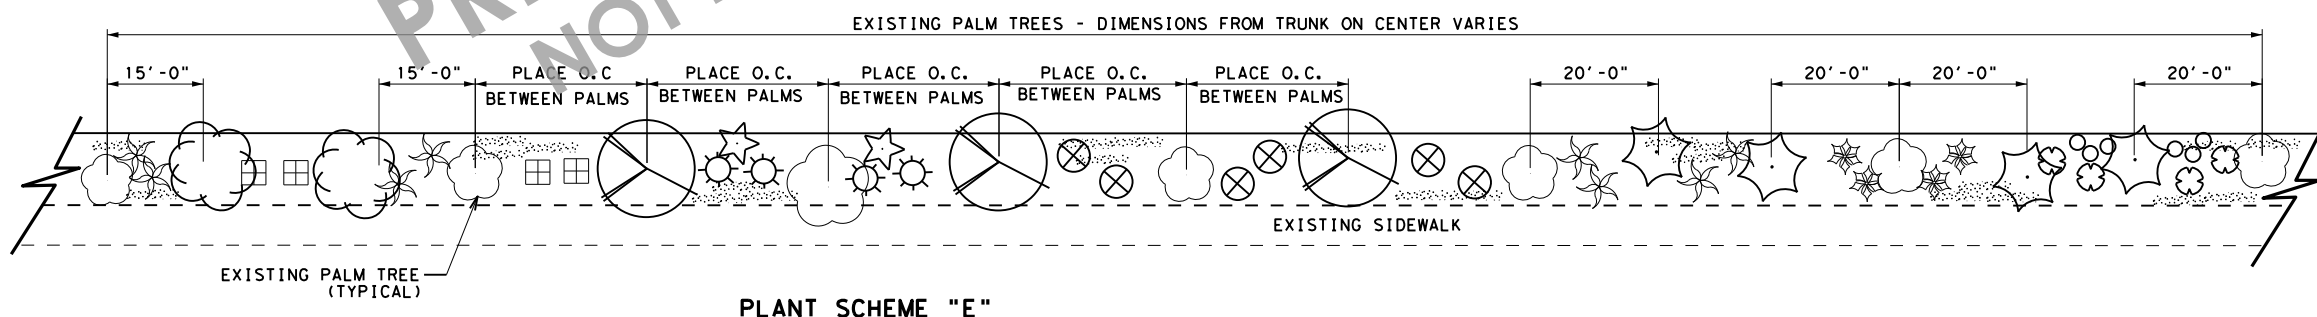 EXISTING PALM TREES - DIMENSIONS FROM TRUNK ON CENTER VARIES
15'-0"
15'-0"
PLACE O.C
BETWEEN PALMS
PLACE O.C.
BETWEEN PALMS
PLACE O.C.
BETWEEN PALMS
PLACE O.C.
BETWEEN PALMS
PLACE O.C.
BETWEEN PALMS
20'-0"
20'-0"
20'-0"
20'-0"
EXISTING SIDEWALK
EXISTING PALM TREE
(TYPICAL)
PLANT SCHEME "E"